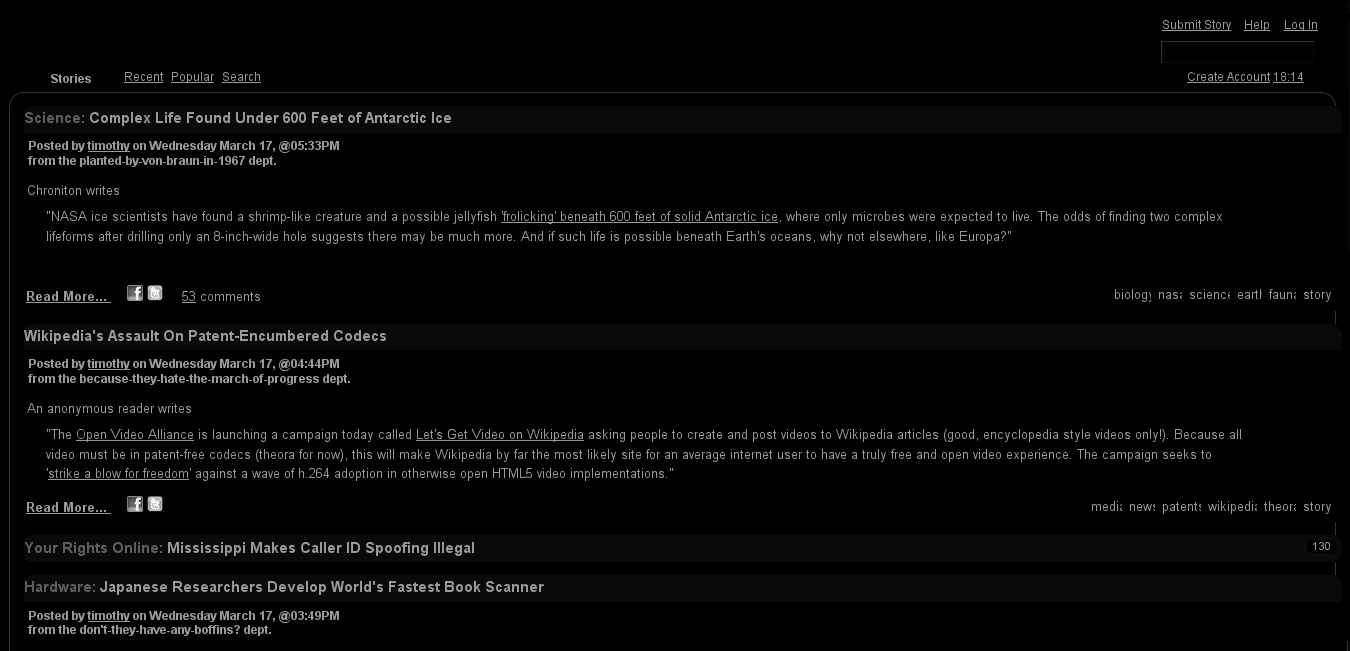 Submit Story Help Log In
Stories Recent Popular Search
Create Account 18:14
Science: Complex Life Found Under 600 Feet of Antarctic Ice
Posted by timothy on Wednesday March 17, @05:33PM
from the planted-by-von-braun-in-1967 dept.
Chroniton writes
"NASA ice scientists have found a shrimp-like creature and a possible jellyfish 'frolicking' beneath 600 feet of solid Antarctic ice, where only microbes were expected to live. The odds of finding two complex
lifeforms after drilling only an 8-inch-wide hole suggests there may be much more. And if such life is possible beneath Earth's oceans, why not elsewhere, like Europa?"
Read More... 53 comments
biology nasa science earth fauna story
Wikipedia's Assault On Patent-Encumbered Codecs
Posted by timothy on Wednesday March 17, @04:44PM
from the because-they-hate-the-march-of-progress dept.
An anonymous reader writes
"The Open Video Alliance is launching a campaign today called Let's Get Video on Wikipedia asking people to create and post videos to Wikipedia articles (good, encyclopedia style videos only!). Because all
video must be in patent-free codecs (theora for now), this will make Wikipedia by far the most likely site for an average internet user to have a truly free and open video experience. The campaign seeks to
'strike a blow for freedom' against a wave of h.264 adoption in otherwise open HTML5 video implementations."
Read More...
media news patents wikipedia theora story
Your Rights Online: Mississippi Makes Caller ID Spoofing Illegal 130
Hardware: Japanese Researchers Develop World's Fastest Book Scanner
Posted by timothy on Wednesday March 17, @03:49PM
from the don't-they-have-any-boffins? dept.